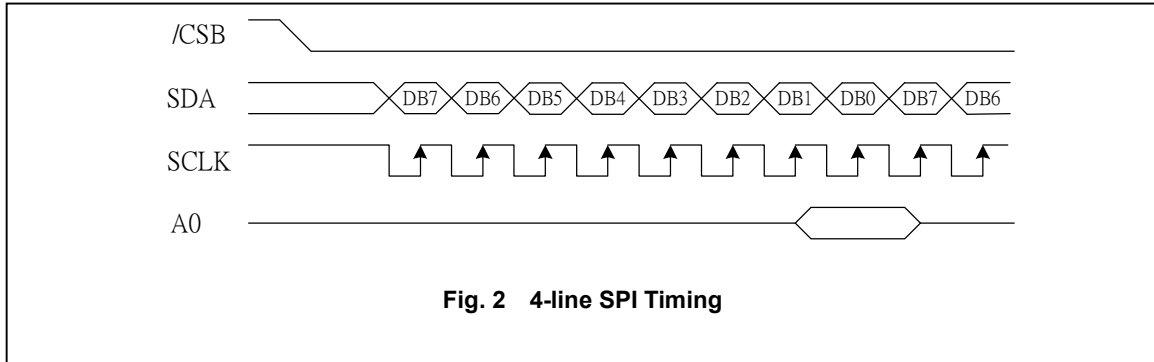 /CSB
SDA DB7 DB6 DB5 DB4 DB3 DB2 DB1 DB0 DB7 DB6
SCLK
A0
Fig. 2 4-line SPI Timing